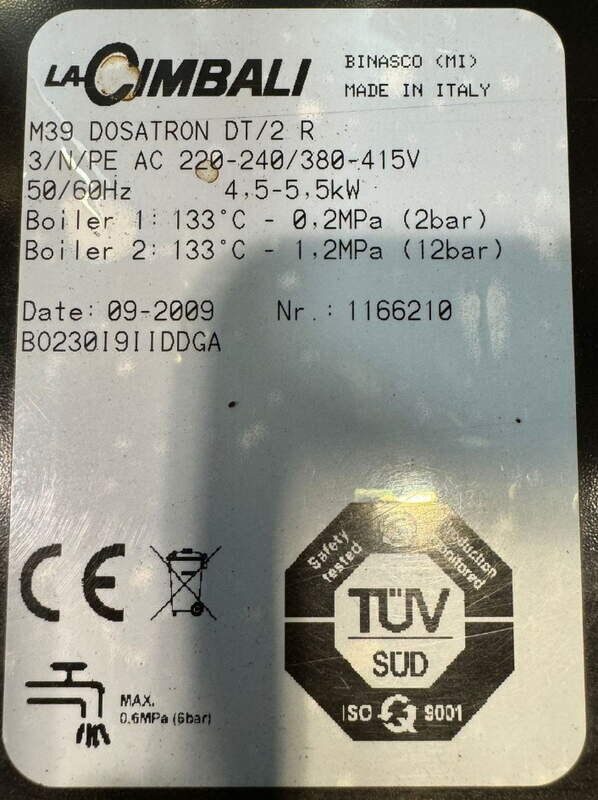 LA CIMBALI
BINASCO (MI)
MADE IN ITALY
M39 DOSATRON DT/2 R
3/N/PE AC 220-240/380-415V
50/60Hz 4,5-5,5kW
Boiler 1: 133°C - 0,2MPa (2bar)
Boiler 2: 133°C - 1,2MPa (12bar)
Date: 09-2009 Nr.: 1166210
BO230I9IIDDGA
CE
Safety
tested
Production
monitored
TÜV
SÜD
ISO 9001
MAX.
0.6MPa (6bar)